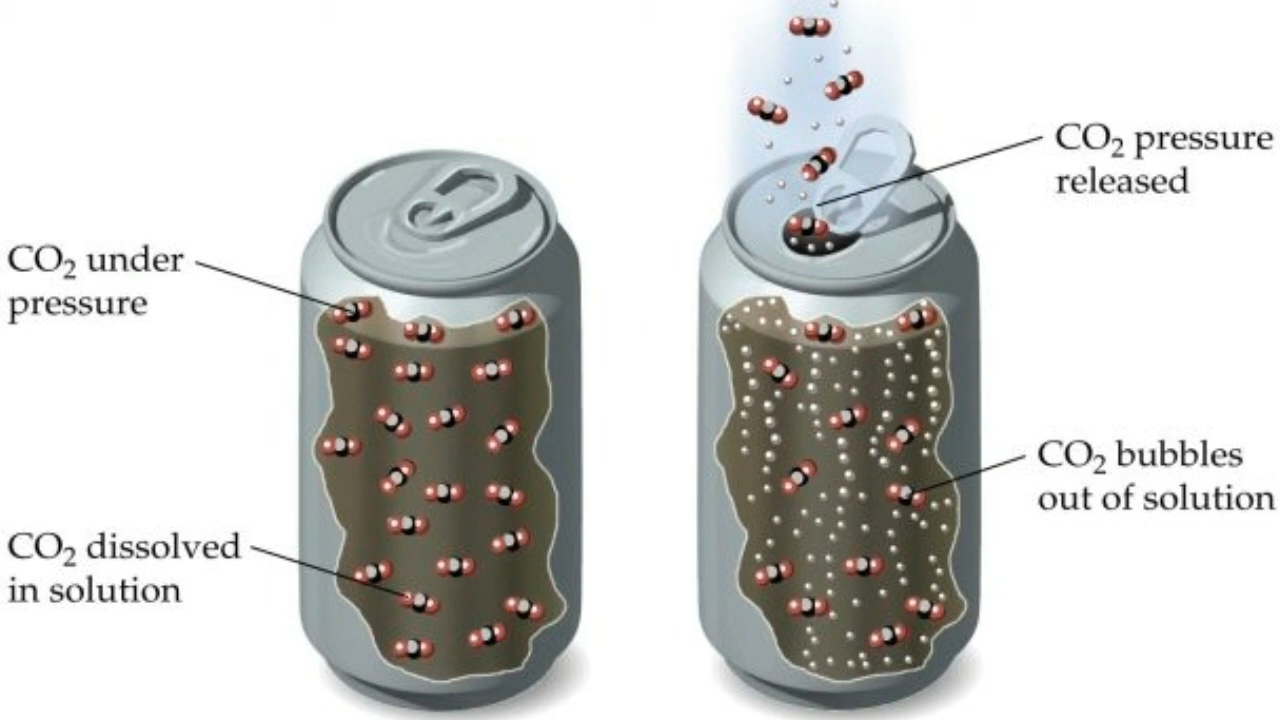 CO₂ under
pressure
CO₂ dissolved
in solution
CO₂ pressure
released
CO₂ bubbles
out of solution